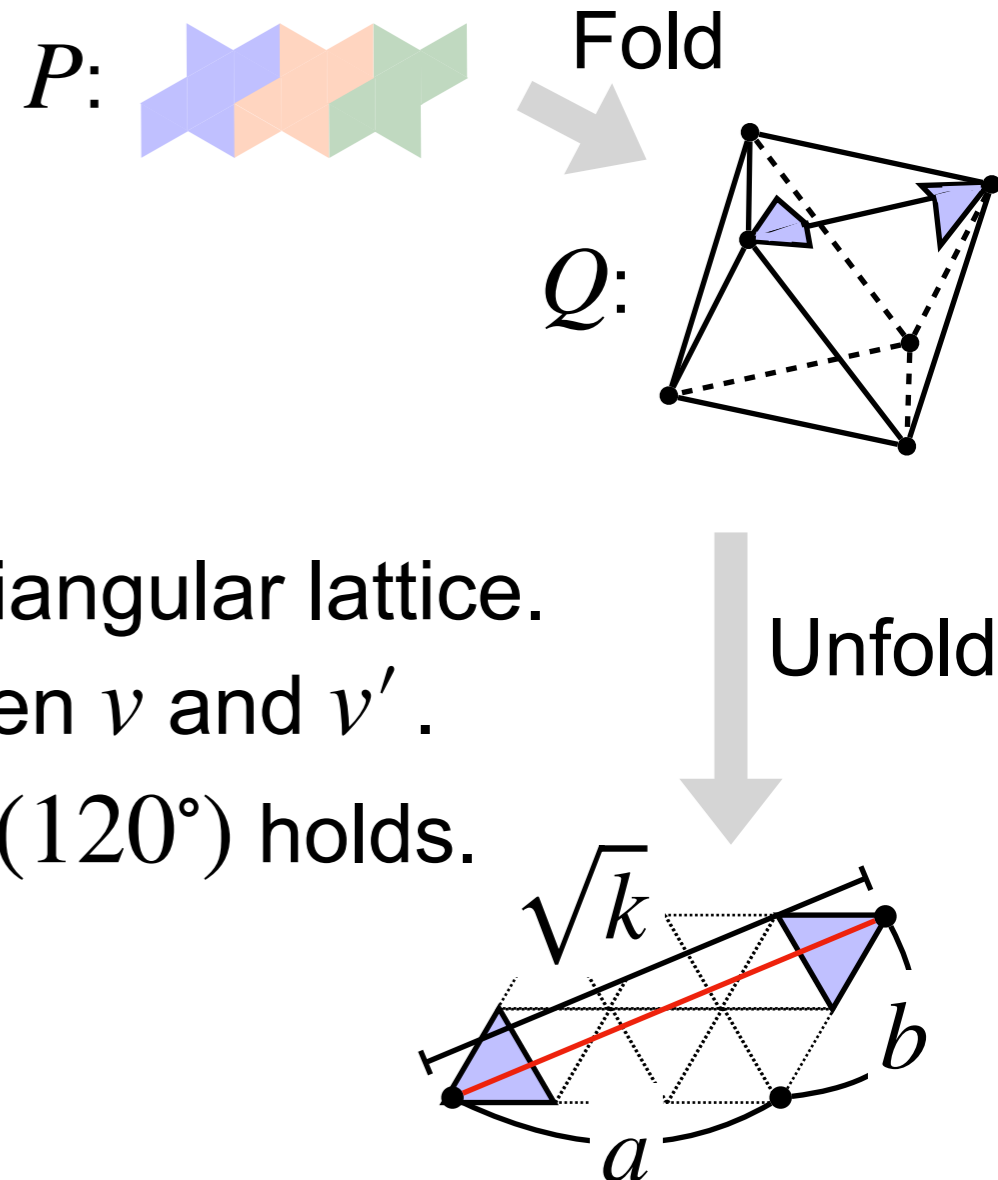 P:
Fold
Q:
iangular lattice.
Unfold
en v and v′ .
(120°) holds.
√k
b
a